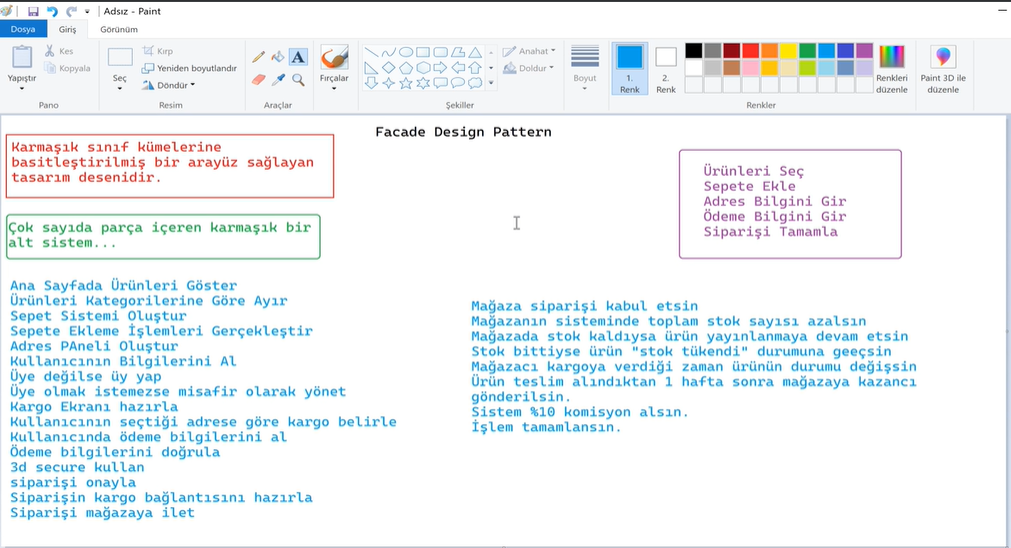 Adsız - Paint
Dosya
Giriş
Görünüm
Yapıştır
Kes
Kopyala
Pano
Seç
Kırp
Yeniden boyutlandır
Döndür
Resim
A
Araçlar
Fırçalar
Anahat
Doldur
Şekiller
Boyut
1.
Renk
2.
Renk
Renkler
Renkleri
düzenle
Paint 3D ile
düzenle
Facade Design Pattern
Karmaşık sınıf kümelerine
basitleştirilmiş bir arayüz sağlayan
tasarım desenidir.
Çok sayıda parça içeren karmaşık bir
alt sistem...
Ürünleri Seç
Sepete Ekle
Adres Bilgini Gir
Ödeme Bilgini Gir
Siparişi Tamamla
Ana Sayfada Ürünleri Göster
Ürünleri Kategorilerine Göre Ayır
Sepet Sistemi Oluştur
Sepete Ekleme İşlemleri Gerçekleştir
Adres PAneli Oluştur
Kullanıcının Bilgilerini Al
Üye değilse üy yap
Üye olmak istemezse misafir olarak yönet
Kargo Ekranı hazırla
Kullanıcının seçtiği adrese göre kargo belirle
Kullanıcında ödeme bilgilerini al
Ödeme bilgilerini doğrula
3d secure kullan
siparişi onayla
Siparişin kargo bağlantısını hazırla
Siparişi mağazaya ilet
Mağaza siparişi kabul etsin
Mağazanın sisteminde toplam stok sayısı azalsın
Mağazada stok kaldıysa ürün yayınlanmaya devam etsin
Stok bittiyse ürün "stok tükendi" durumuna geeçsin
Mağazacı kargoya verdiği zaman ürünün durumu değişsin
Ürün teslim alındıktan 1 hafta sonra mağazaya kazancı
gönderilsin.
Sistem %10 komisyon alsın.
İşlem tamamlansın.